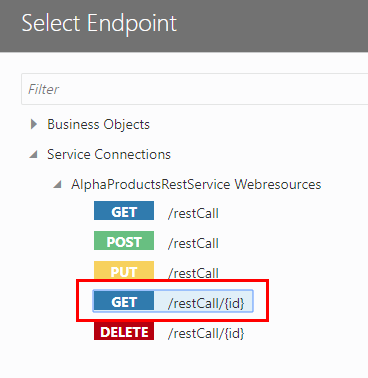 Select Endpoint
Filter
Business Objects
Service Connections
AlphaProductsRestService Webresources
GET /restCall
POST /restCall
PUT /restCall
GET /restCall/{id}
DELETE /restCall/{id}